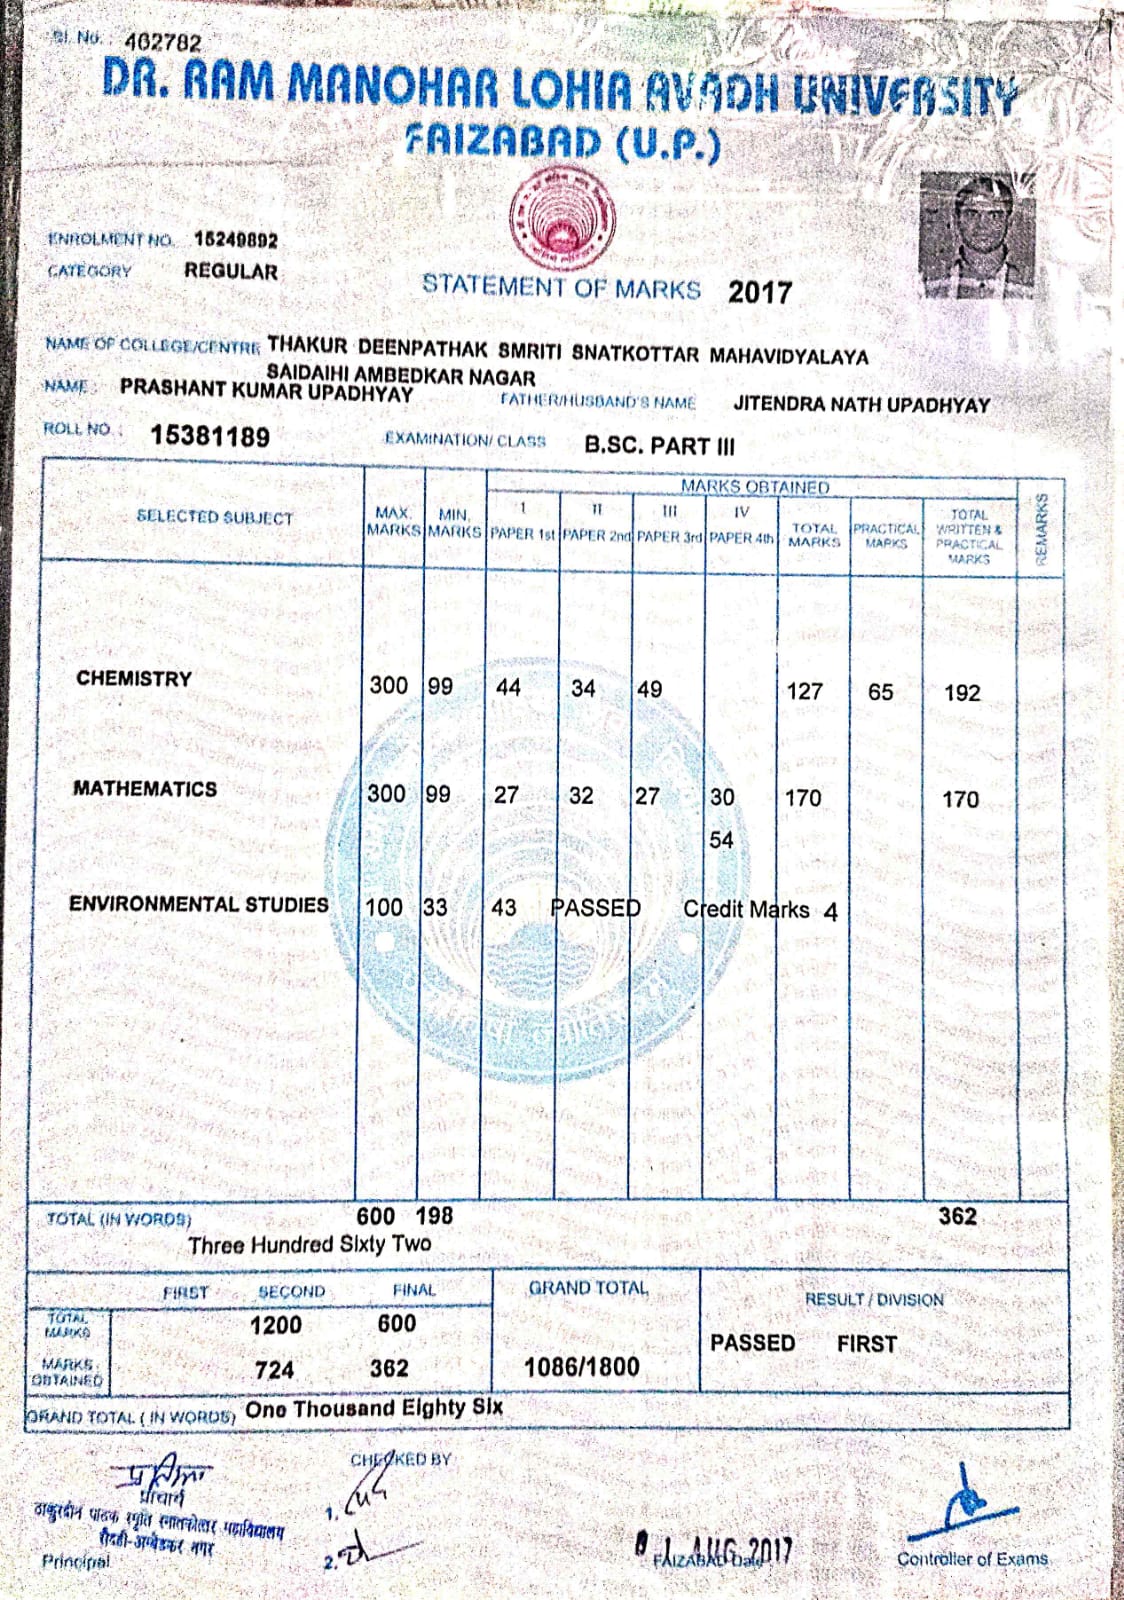 Sl. No. : 462782
DR. RAM MANOHAR LOHIA AVADH UNIVERSITY
FAIZABAD (U.P.)
ENROLMENT NO. 15249892
CATEGORY REGULAR
STATEMENT OF MARKS 2017
NAME OF COLLEGE/CENTRE THAKUR DEENPATHAK SMRITI SNATKOTTAR MAHAVIDYALAYA
SAIDAIHI AMBEDKAR NAGAR
NAME : PRASHANT KUMAR UPADHYAY FATHER/HUSBAND'S NAME JITENDRA NATH UPADHYAY
ROLL NO. : 15381189 EXAMINATION/ CLASS B.SC. PART III
SELECTED SUBJECT MAX. MARKS MIN. MARKS MARKS OBTAINED REMARKS
I PAPER 1st II PAPER 2nd III PAPER 3rd IV PAPER 4th TOTAL MARKS PRACTICAL MARKS TOTAL WRITTEN & PRACTICAL MARKS
CHEMISTRY 300 99 44 34 49 127 65 192
MATHEMATICS 300 99 27 32 27 30 170 170
54
ENVIRONMENTAL STUDIES 100 33 43 PASSED Credit Marks 4
TOTAL (IN WORDS) 600 198 362
Three Hundred Sixty Two
FIRST SECOND FINAL GRAND TOTAL RESULT / DIVISION
TOTAL MARKS 1200 600
PASSED FIRST
MARKS OBTAINED 724 362 1086/1800
GRAND TOTAL ( IN WORDS) One Thousand Eighty Six
CHECKED BY
प्राचार्य
ठाकुरदीन पाठक स्मृति स्नातकोत्तर महाविद्यालय
1.
अम्बेडकर नगर
Principal
2.
FAIZABAD Date
AUG 2017
Controller of Exams.